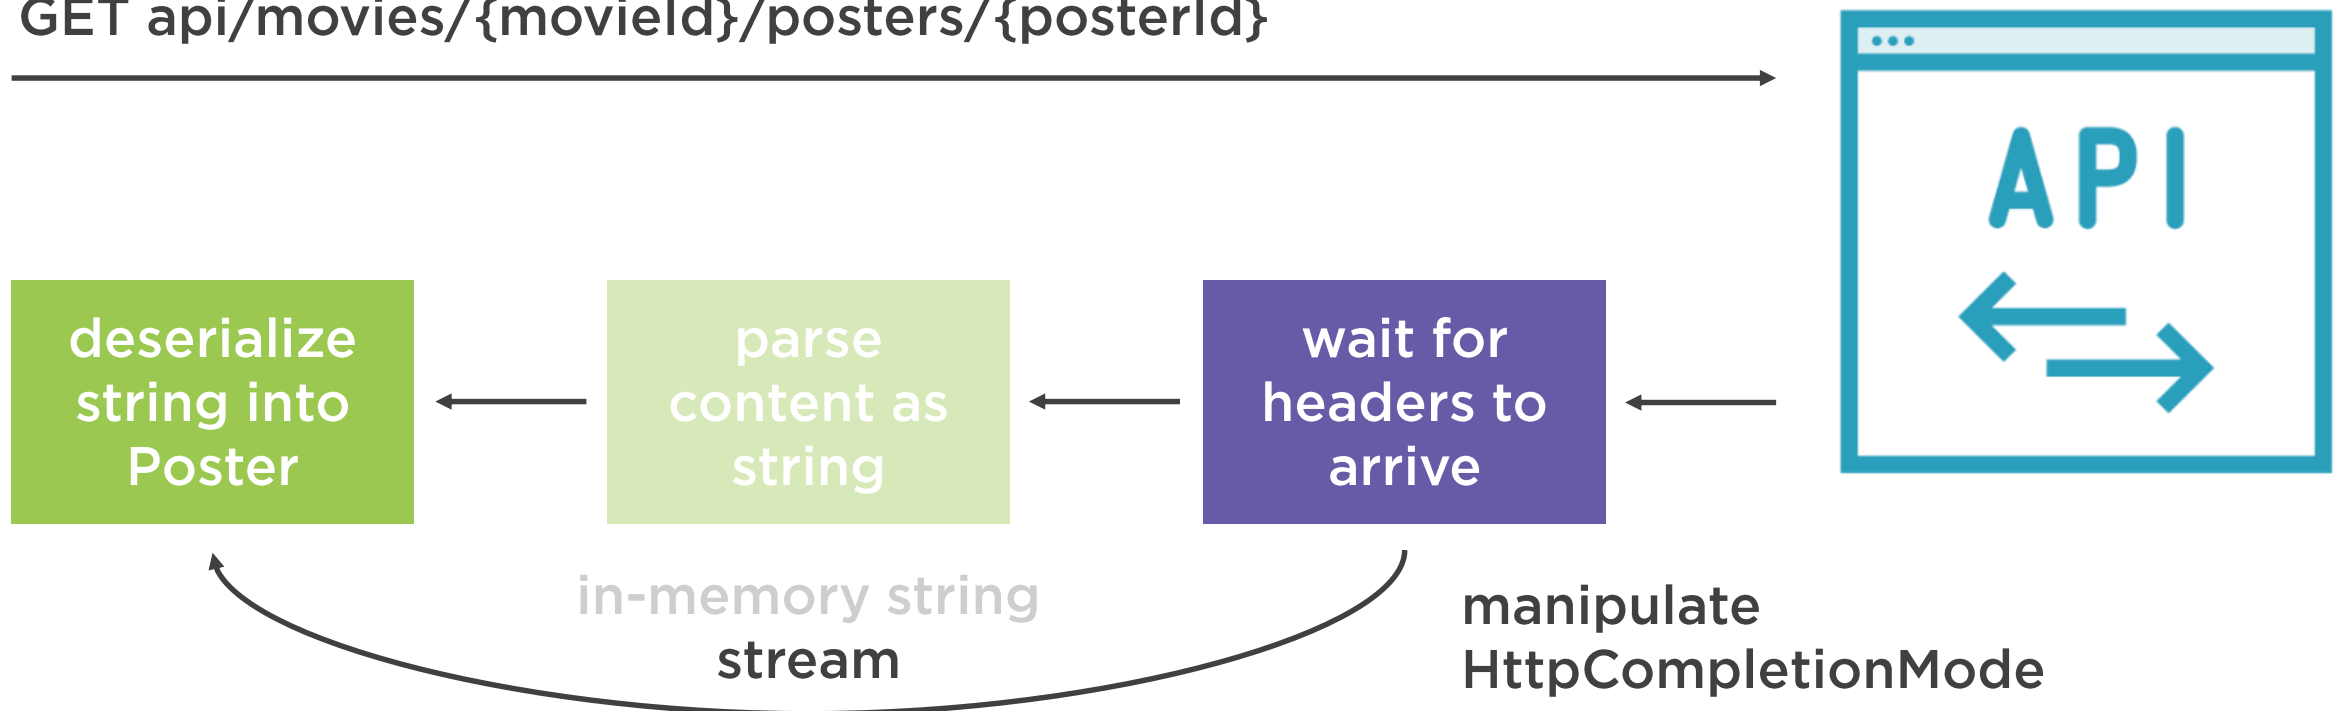 GET api/movies/{movieId}/posters/{posterId}
API
deserialize
string into
Poster
parse
content as
string
wait for
headers to
arrive
in-memory string
stream
manipulate
HttpCompletionMode